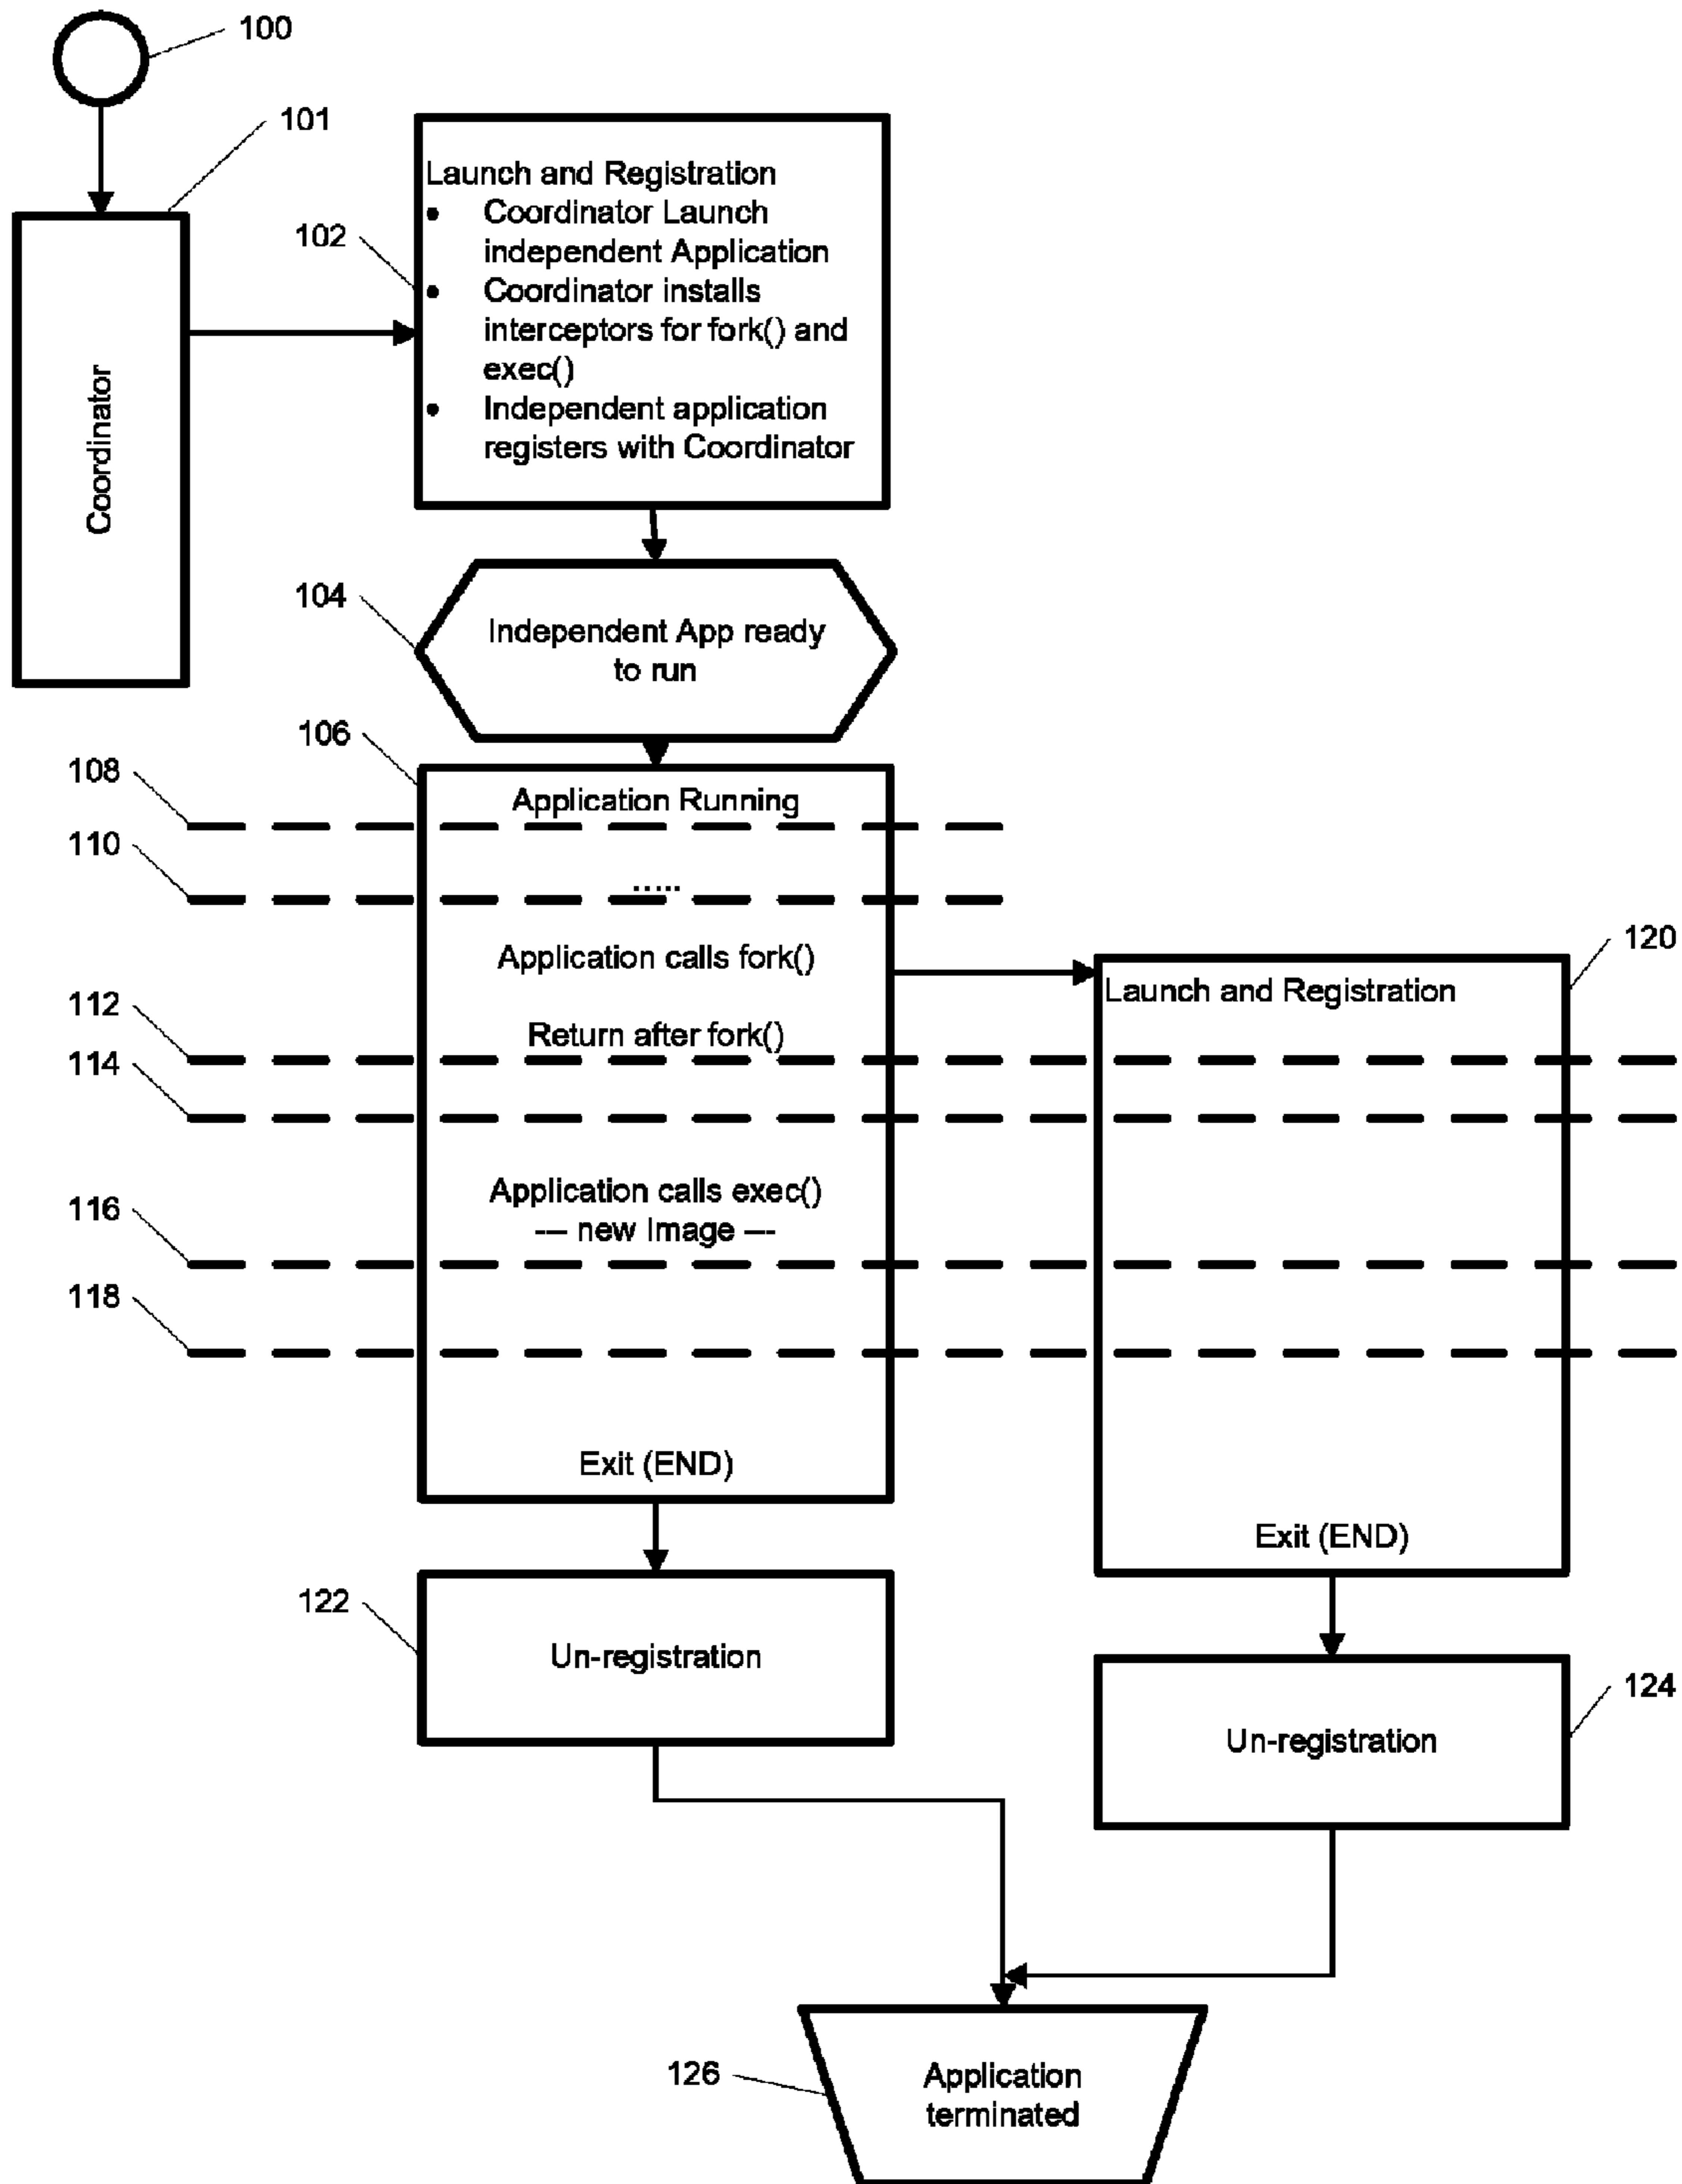 100
101
Coordinator
102
Launch and Registration
• Coordinator Launch
independent Application
• Coordinator installs
interceptors for fork() and
exec()
• Independent application
registers with Coordinator
104
Independent App ready
to run
106
108
Application Running
110
.....
Application calls fork()
120
Launch and Registration
112
Return after fork()
114
116
Application calls exec()
--- new Image ---
118
Exit (END)
Exit (END)
122
Un-registration
124
Un-registration
126
Application
terminated